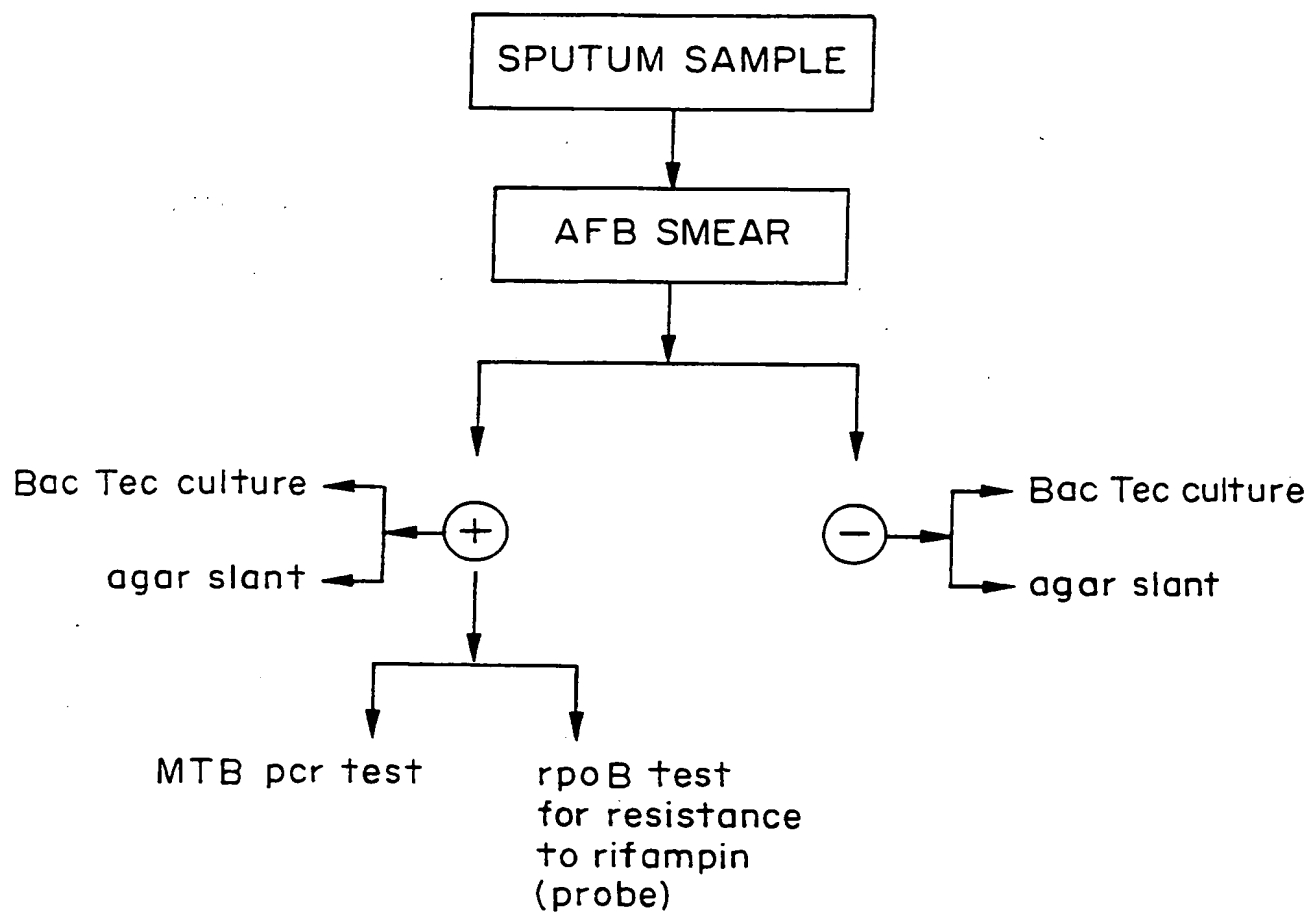 SPUTUM SAMPLE
AFB SMEAR
Bac Tec culture
+
agar slant
−
Bac Tec culture
agar slant
MTB pcr test
rpoB test
for resistance
to rifampin
(probe)